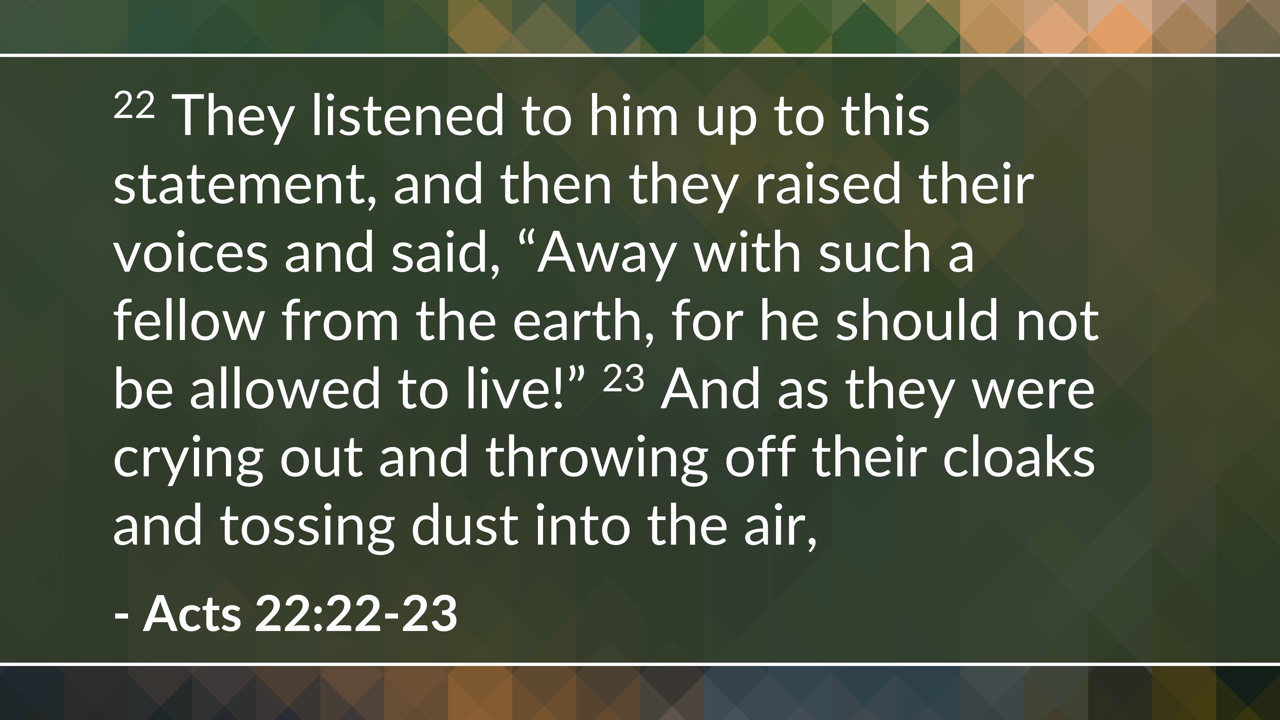 22 They listened to him up to this
statement, and then they raised their
voices and said, “Away with such a
fellow from the earth, for he should not
be allowed to live!” 23 And as they were
crying out and throwing off their cloaks
and tossing dust into the air,
- Acts 22:22-23